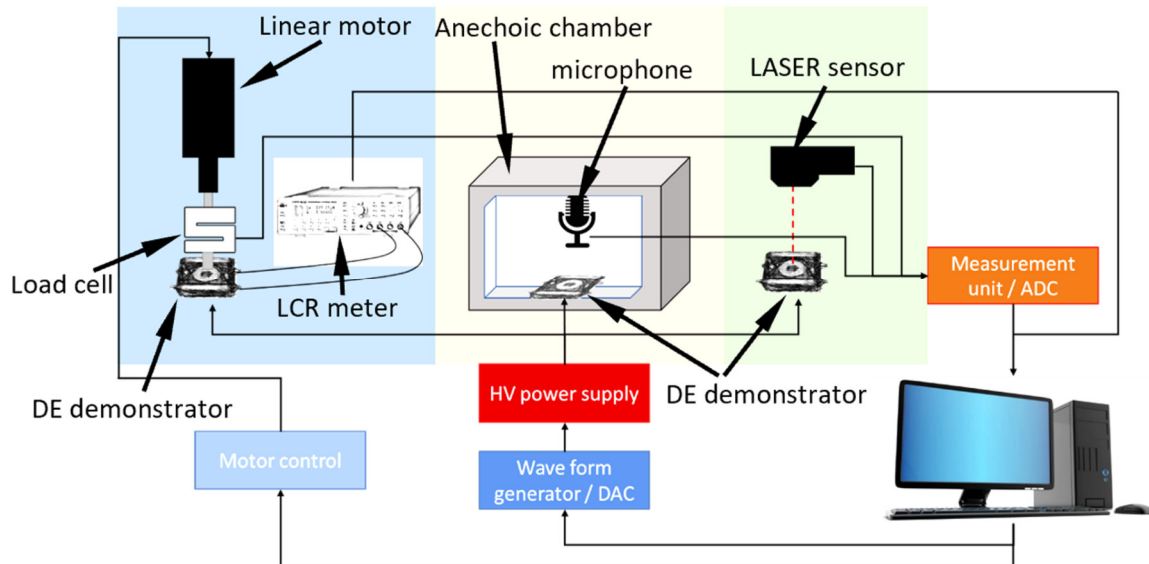 Linear motor
Anechoic chamber
microphone
LASER sensor
Load cell
LCR meter
Measurement
unit / ADC
DE demonstrator
HV power supply
DE demonstrator
Motor control
Wave form
generator / DAC